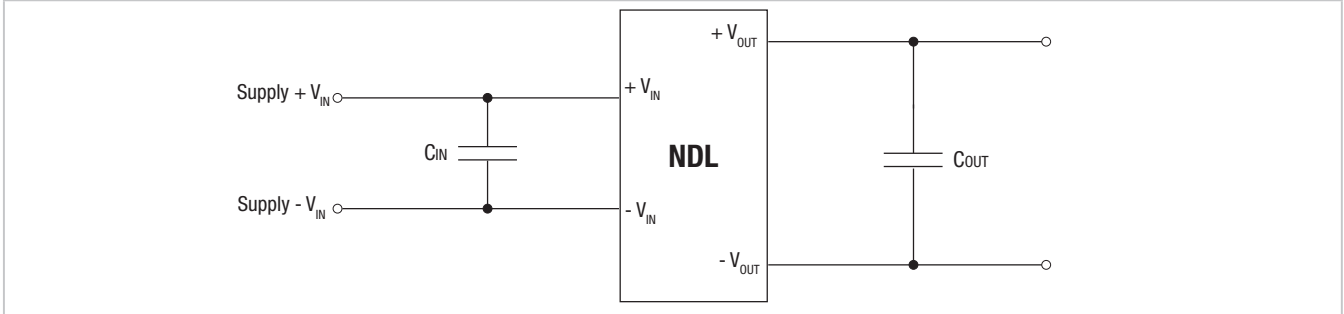 + VOUT
Supply + VIN
+ VIN
CIN
NDL
COUT
Supply - VIN
- VIN
- VOUT